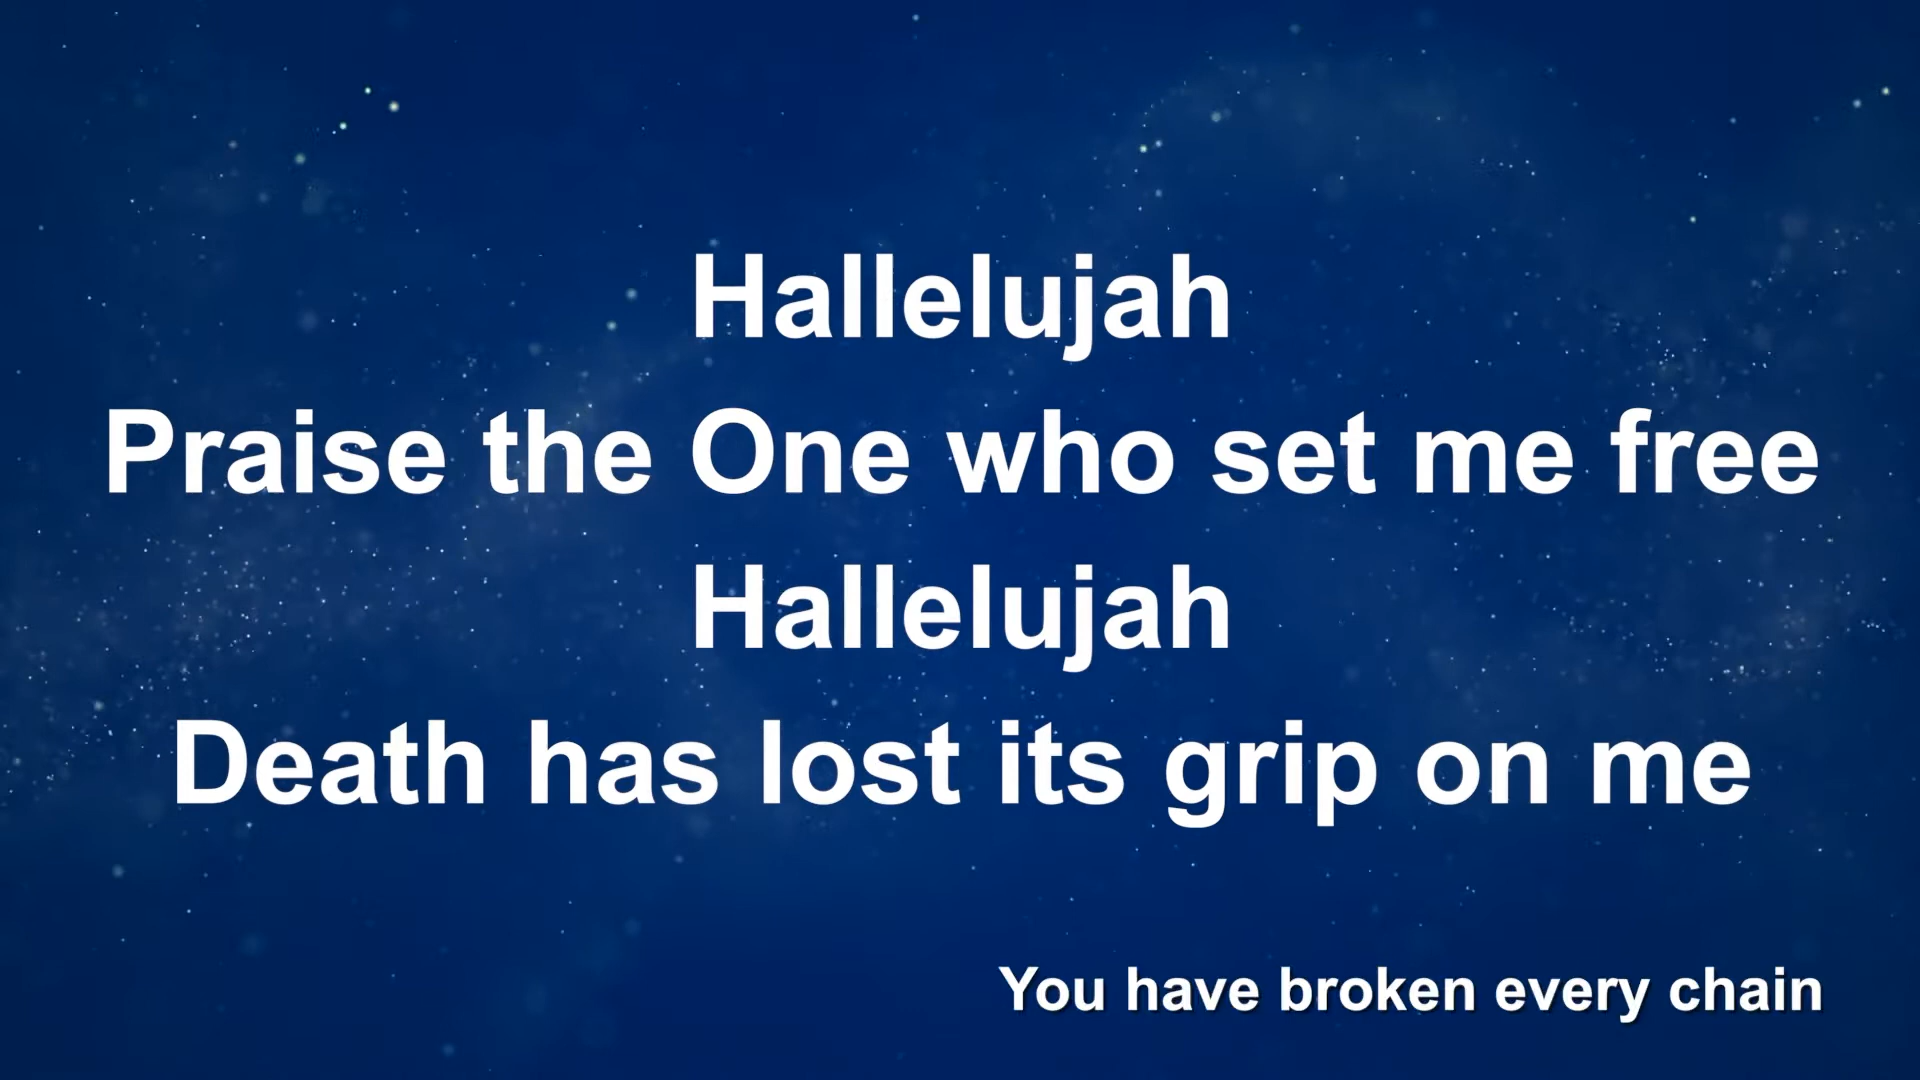 Hallelujah
Praise the One who set me free
Hallelujah
Death has lost its grip on me
You have broken every chain